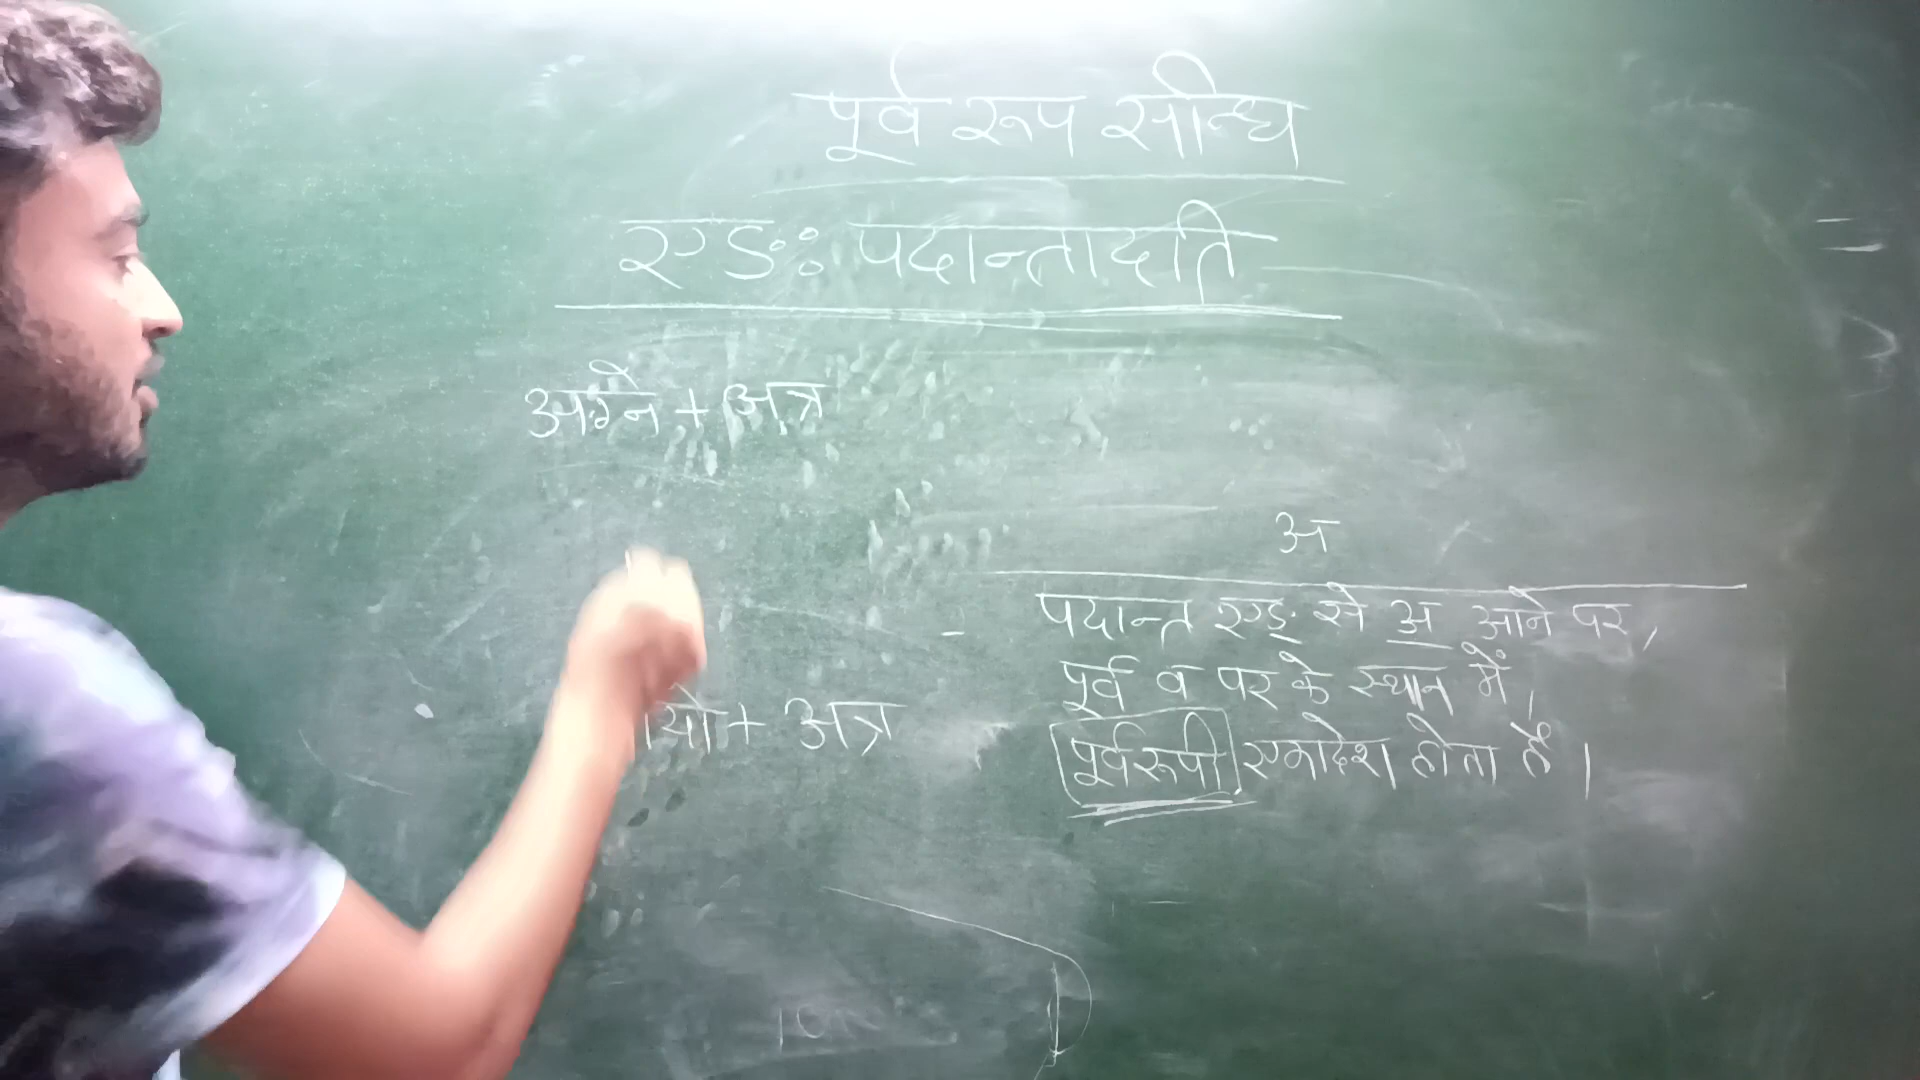 पूर्व रूप सन्धि
एङः पदान्तादति
अग्ने + अत्र
अ
पदान्त एङ् से अ आने पर,
पूर्व व पर के स्थान में,
यो + अत्र
पूर्वरूपी एकादेश होता है ।